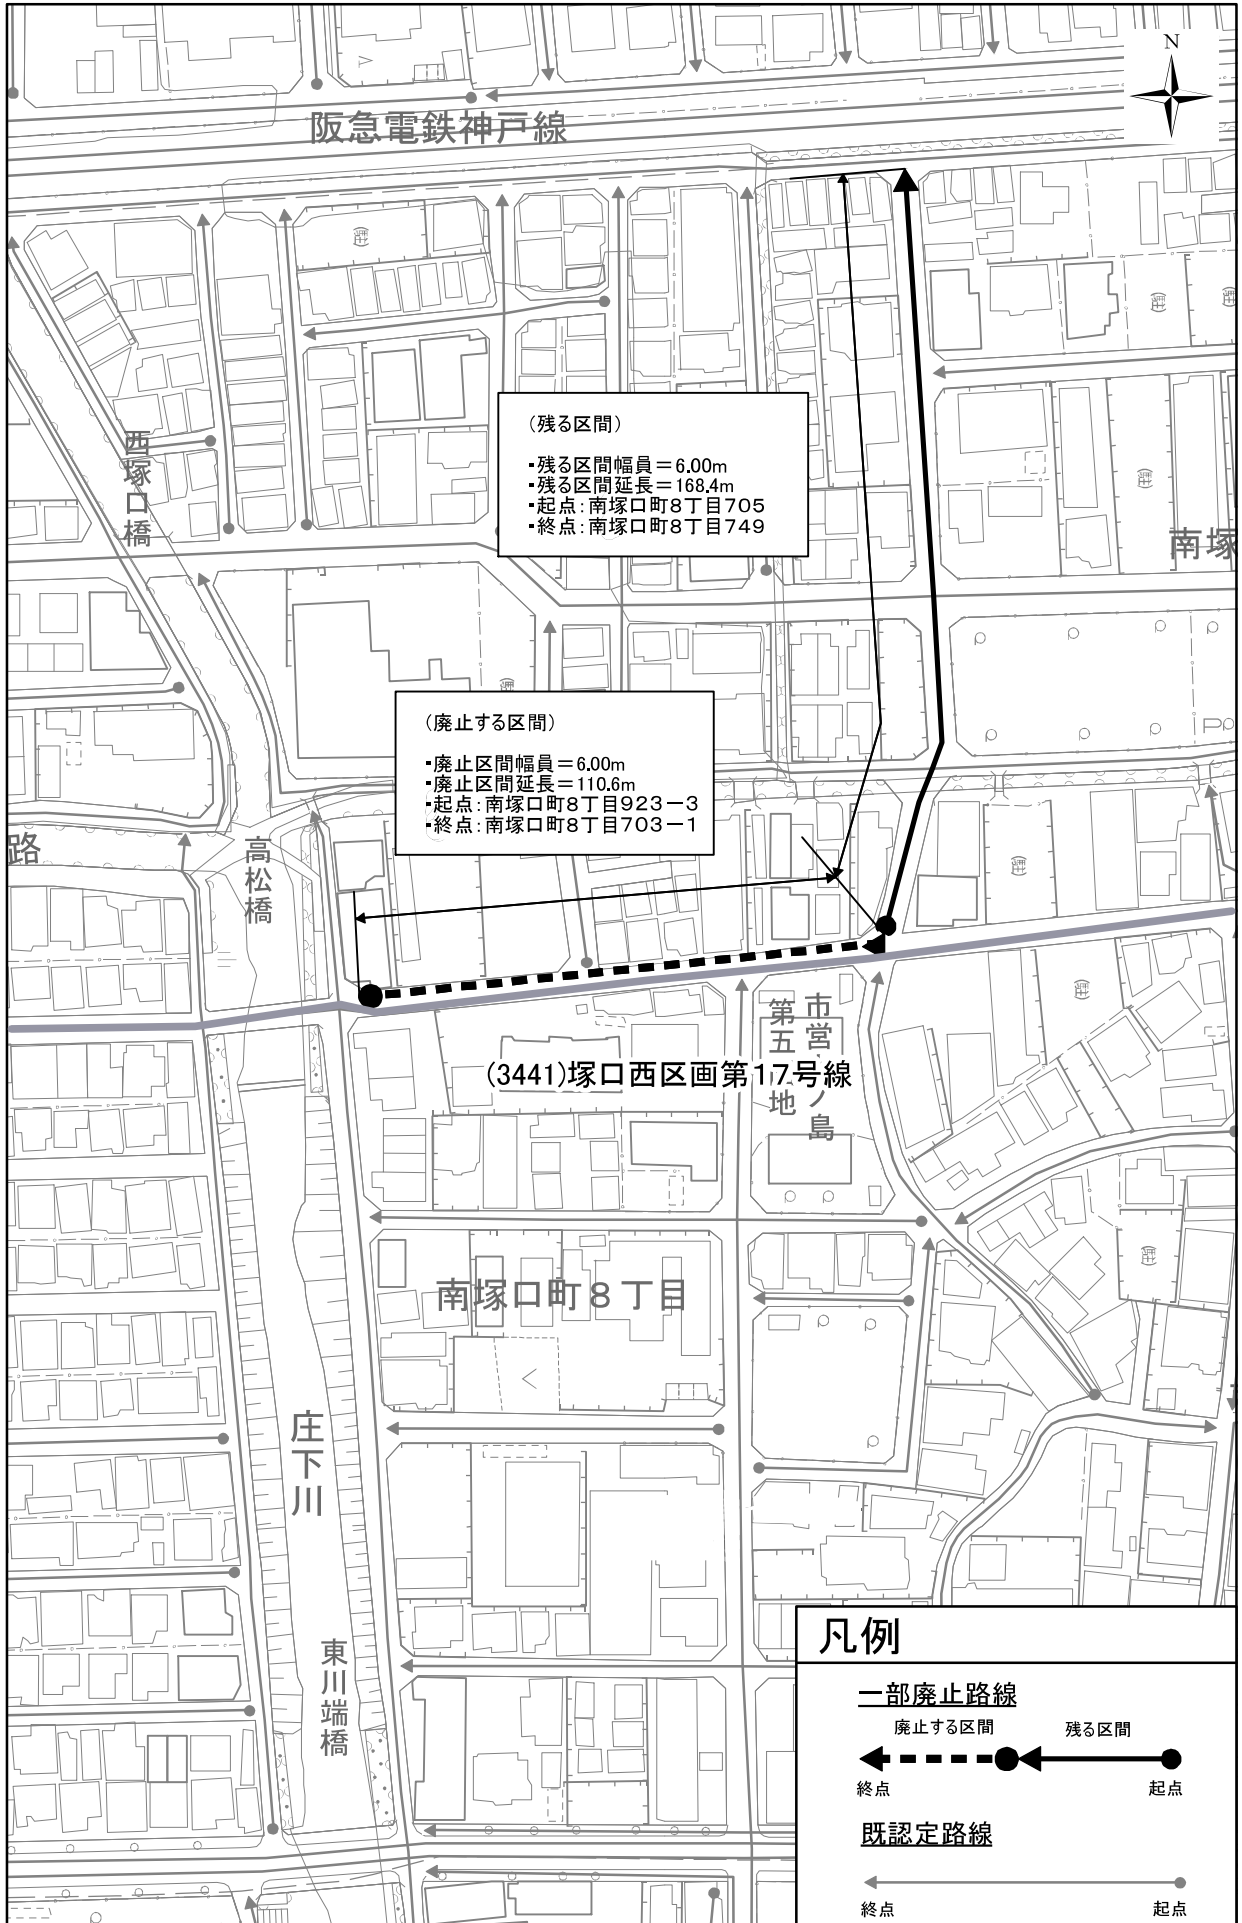 N
阪急電鉄神戸線
西塚口橋
(残る区間)
・残る区間幅員=6.00m
・残る区間延長=168.4m
・起点:南塚口町8丁目705
・終点:南塚口町8丁目749
南塚
(廃止する区間)
・廃止区間幅員=6.00m
・廃止区間延長=110.6m
・起点:南塚口町8丁目923-3
・終点:南塚口町8丁目703-1
路
高松橋
市営 ノ島
第五 地
(3441)塚口西区画第17号線
南塚口町8丁目
庄下川
東川端橋
凡例
一部廃止路線
廃止する区間 残る区間
終点 起点
既認定路線
終点 起点